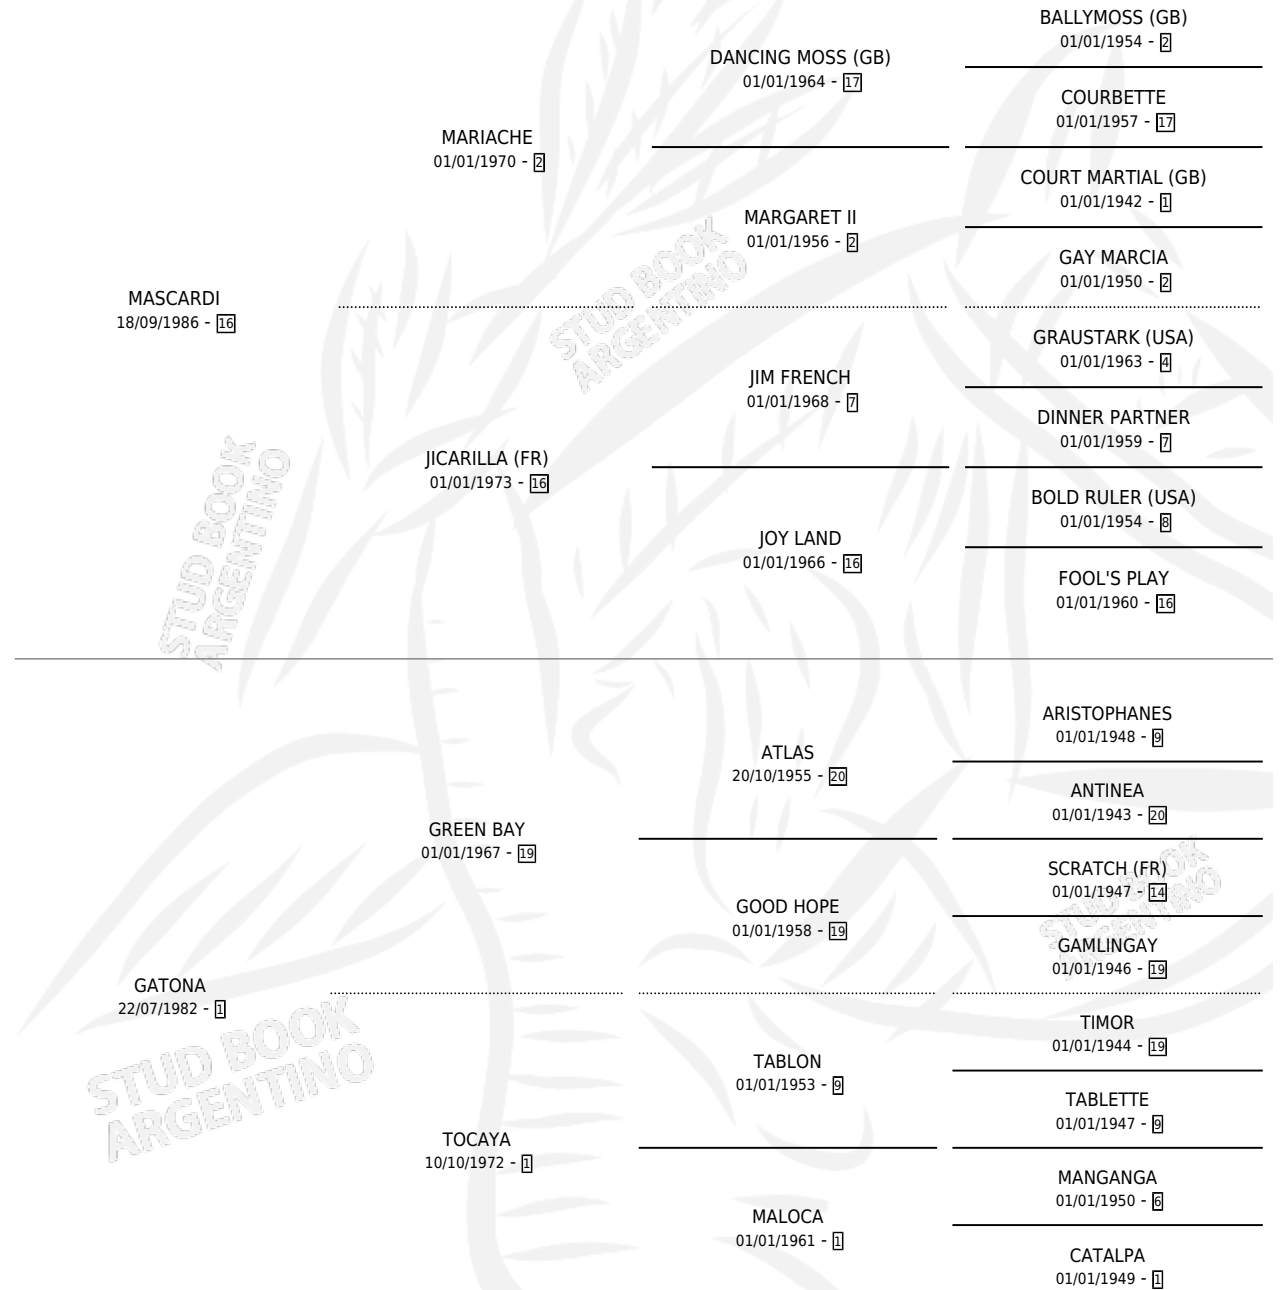 BALLYMOSS (GB)
01/01/1954 - 2
DANCING MOSS (GB)
01/01/1964 - 17
COURBETTE
01/01/1957 - 17
MARIACHE
01/01/1970 - 2
COURT MARTIAL (GB)
01/01/1942 - 1
MARGARET II
01/01/1956 - 2
GAY MARCIA
01/01/1950 - 2
MASCARDI
18/09/1986 - 16
GRAUSTARK (USA)
01/01/1963 - 4
JIM FRENCH
01/01/1968 - 7
DINNER PARTNER
01/01/1959 - 7
JICARILLA (FR)
01/01/1973 - 16
BOLD RULER (USA)
01/01/1954 - 8
JOY LAND
01/01/1966 - 16
FOOL'S PLAY
01/01/1960 - 16
STUD BOOK
ARGENTINO
STUD BOOK
ARGENTINO
ARISTOPHANES
01/01/1948 - 9
ATLAS
20/10/1955 - 20
ANTINEA
01/01/1943 - 20
GREEN BAY
01/01/1967 - 19
SCRATCH (FR)
01/01/1947 - 14
GOOD HOPE
01/01/1958 - 19
GAMLINGAY
01/01/1946 - 19
GATONA
22/07/1982 - 1
TIMOR
01/01/1944 - 19
TABLON
01/01/1953 - 9
TABLETTE
01/01/1947 - 9
TOCAYA
10/10/1972 - 1
MANGANGA
01/01/1950 - 6
MALOCA
01/01/1961 - 1
CATALPA
01/01/1949 - 1
STUD BOOK
ARGENTINO
STUD BOOK
ARGENTINO